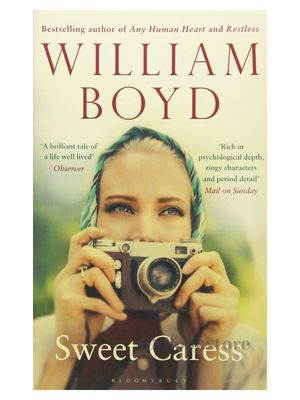 Bestselling author of Any Human Heart and Restless
WILLIAM
BOYD
‘A brilliant tale of
a life well lived’
Observer
‘Rich in
psychological depth,
zingy characters
and period detail’
Mail on Sunday
Sweet Caress
store
BLOOMSBURY